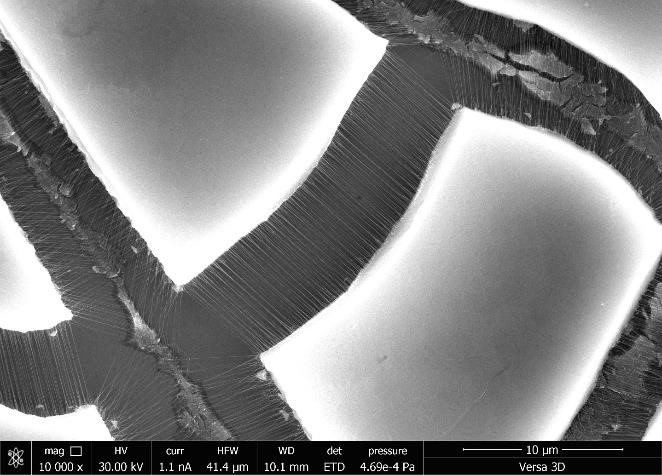 mag HV curr HFW WD det pressure 10 µm
10 000 x 30.00 kV 1.1 nA 41.4 µm 10.1 mm ETD 4.69e-4 Pa Versa 3D